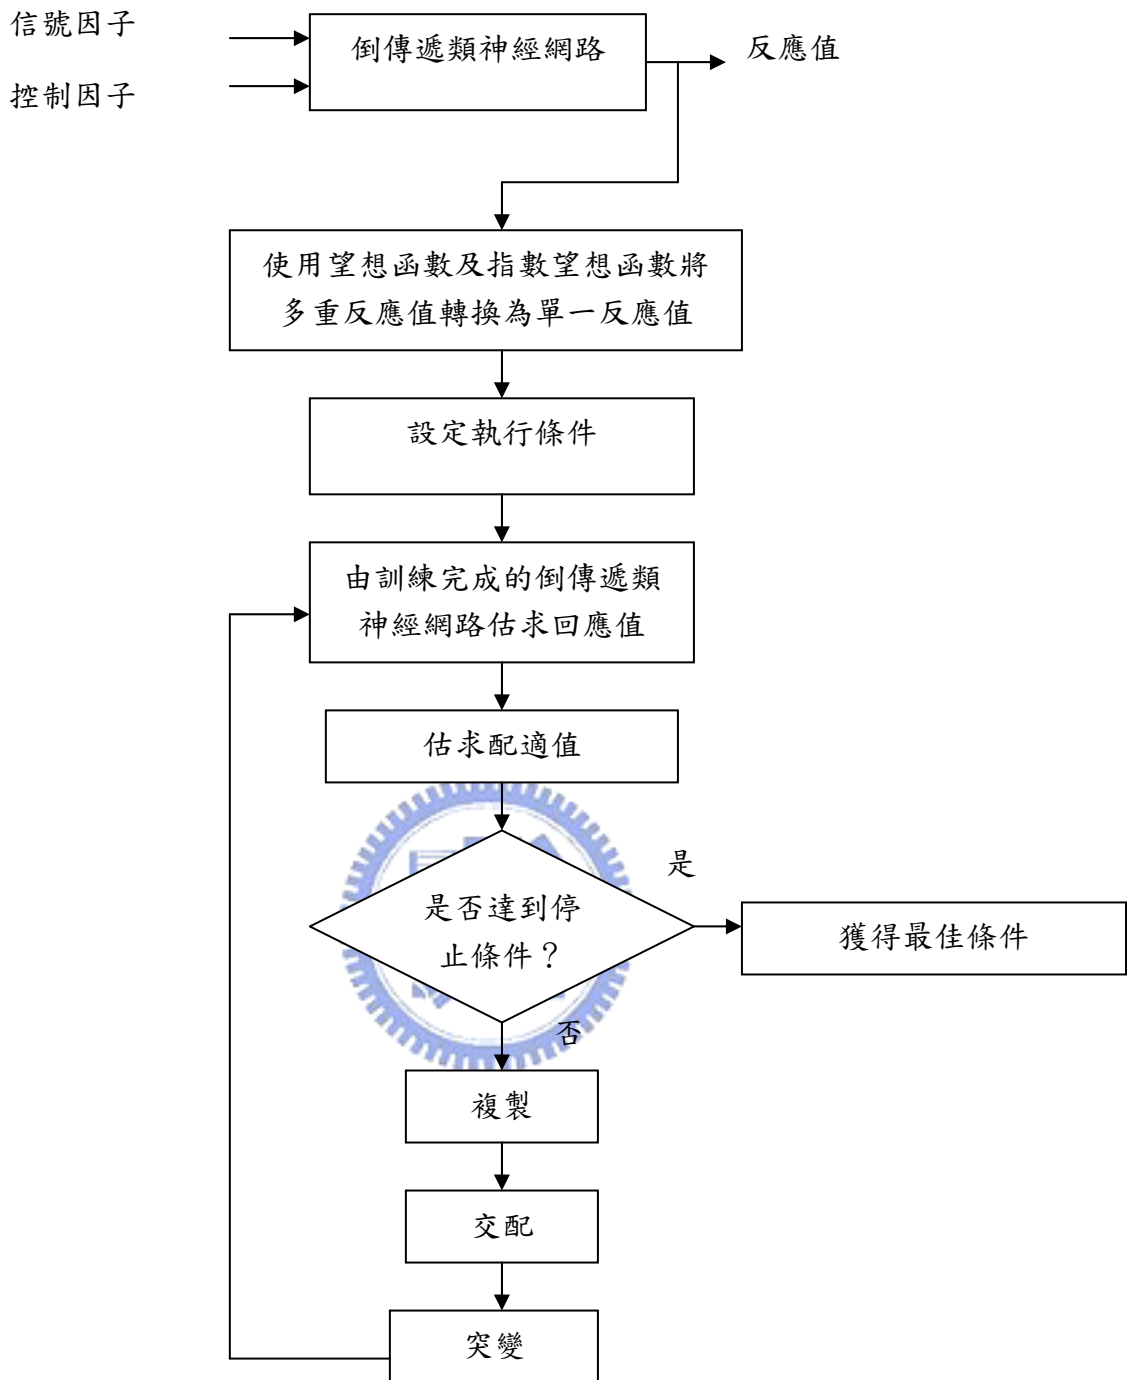 信號因子
倒傳遞類神經網路
反應值
控制因子
使用望想函數及指數望想函數將
多重反應值轉換為單一反應值
設定執行條件
由訓練完成的倒傳遞類
神經網路估求回應值
估求配適值
是
是否達到停
止條件？
獲得最佳條件
否
複製
交配
突變